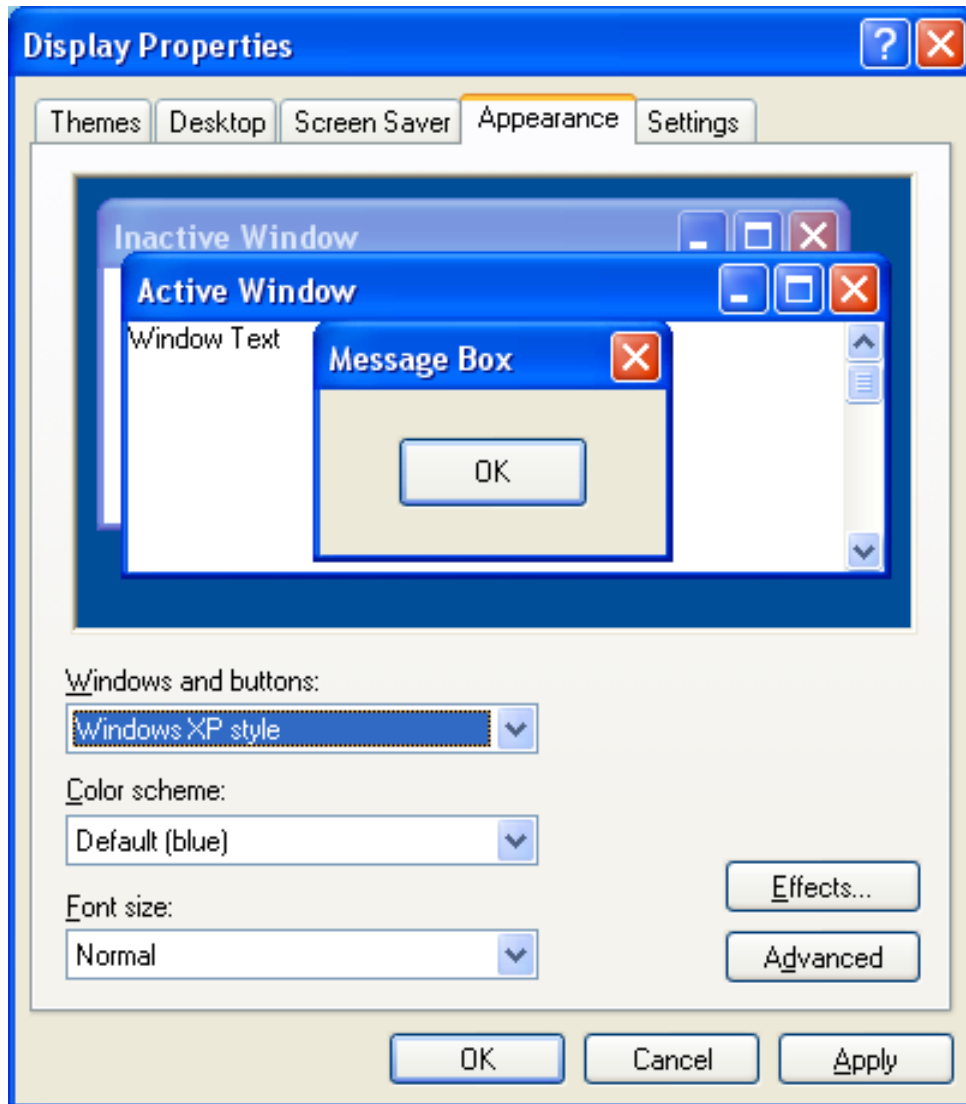 Display Properties
Themes Desktop Screen Saver Appearance Settings
Inactive Window
Active Window
Window Text
Message Box
OK
Windows and buttons:
Windows XP style
Color scheme:
Default (blue)
Effects...
Font size:
Normal
Advanced
OK Cancel Apply